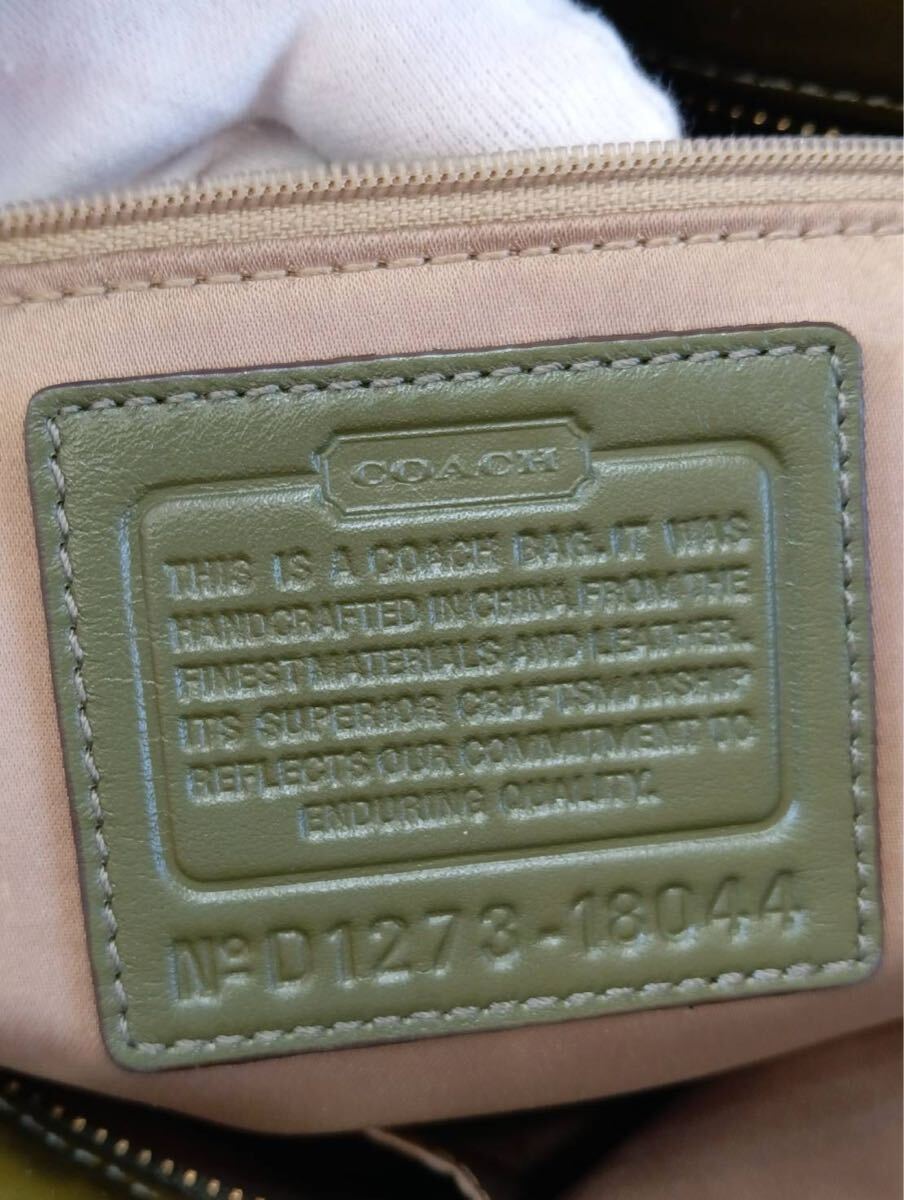 COACH
THIS IS A COACH BAG. IT WAS
HANDCRAFTED IN CHINA FROM THE
FINEST MATERIALS AND LEATHER.
ITS SUPERIOR CRAFTSMANSHIP
REFLECTS OUR COMMITMENT TO
ENDURING QUALITY.
Nº D1273-18044